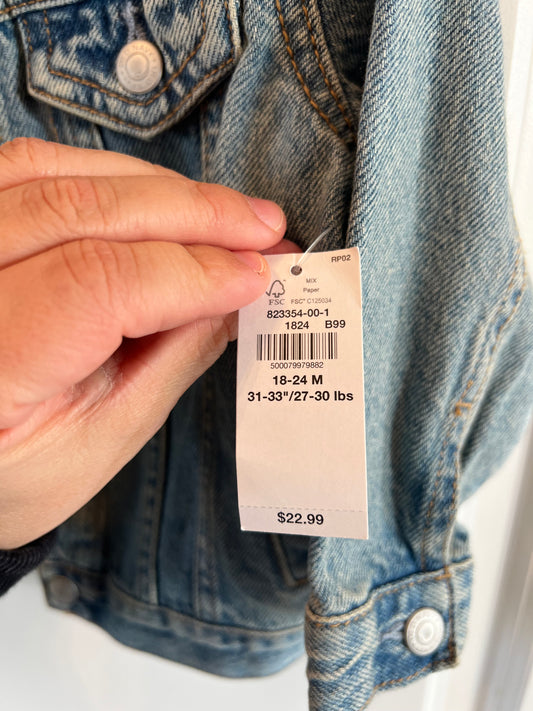 RP02
MIX
Paper
FSC
FSC® C125034
823354-00-1
1824 B99
500079979882
18-24 M
31-33"/27-30 lbs
$22.99